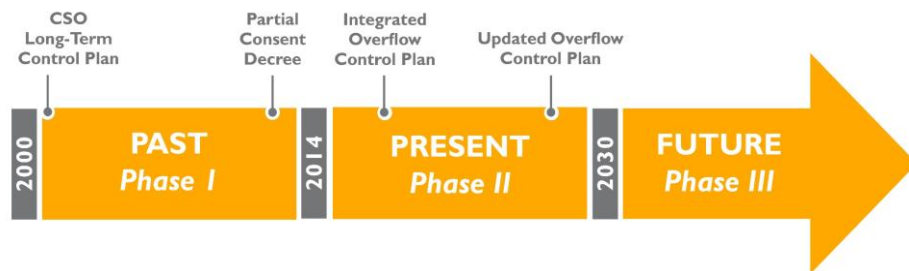 CSO
Long-Term
Control Plan
Partial
Consent
Decree
Integrated
Overflow
Control Plan
Updated Overflow
Control Plan
2000
PAST
Phase I
2014
PRESENT
Phase II
2030
FUTURE
Phase III